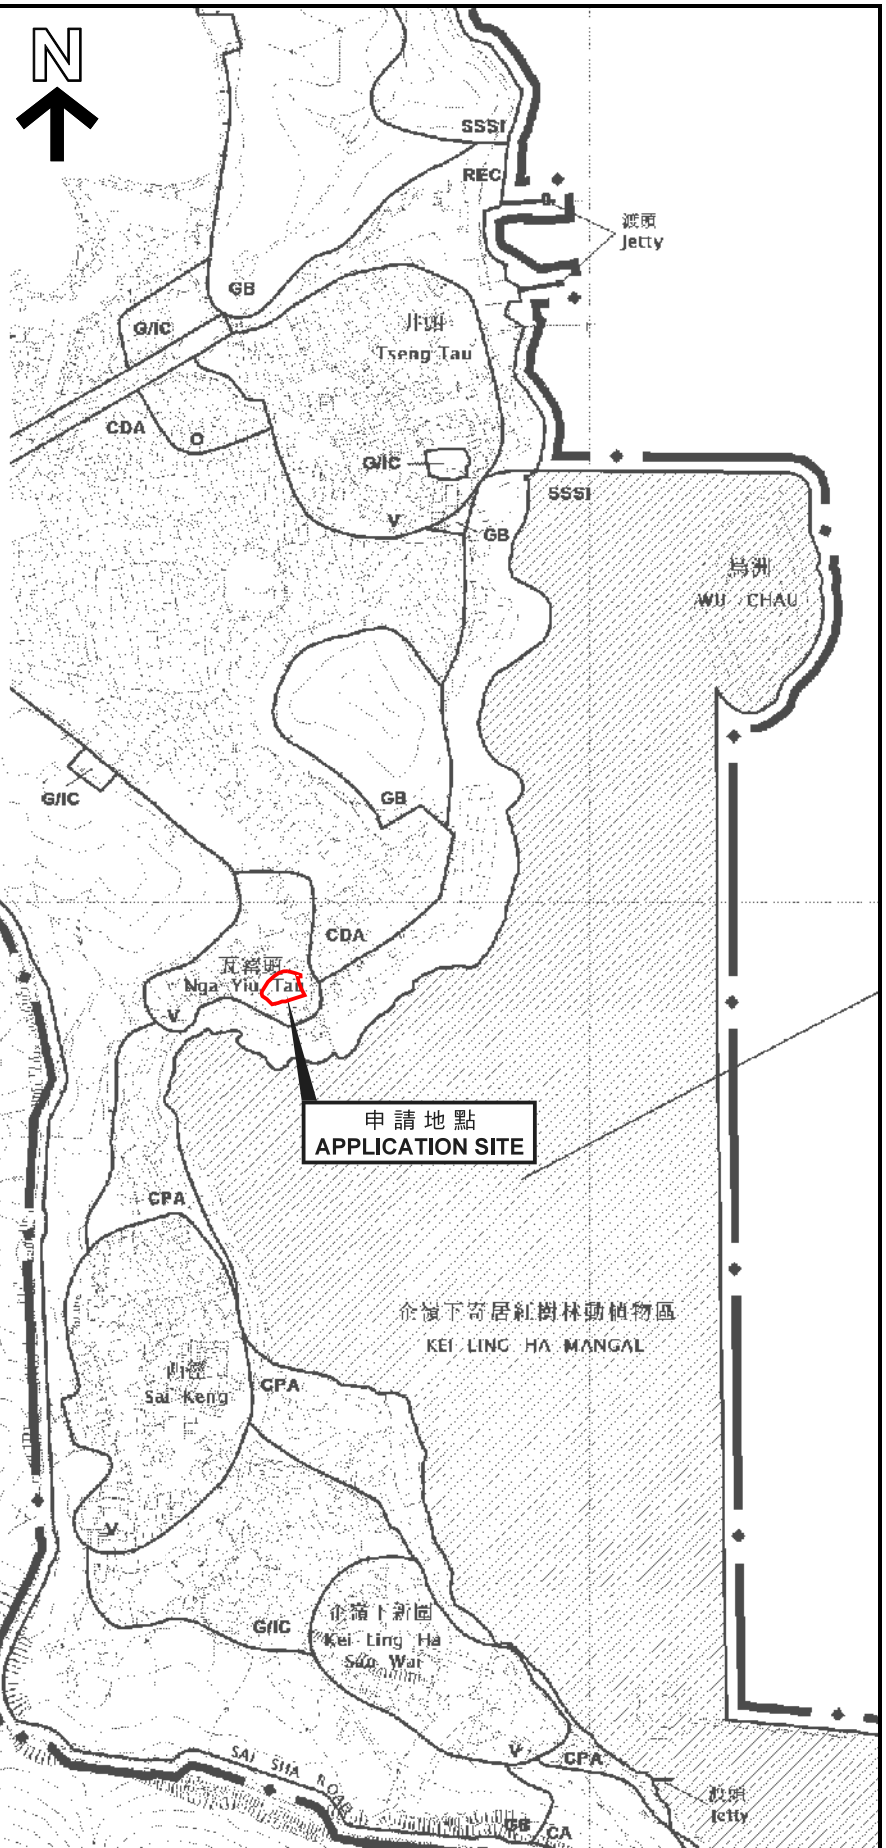 N
SSSI
REC
渡頭
Jetty
GB
G/IC
井頭
Tseng Tau
CDA
O
G/IC
V
GB
SSSI
烏洲
WU CHAU
GB
G/IC
CDA
瓦窰頭
Nga Yiu Tau
V
申請地點
APPLICATION SITE
CPA
企嶺下寄居紅樹林動植物區
KEI LING HA MANGAL
西徑
Sai Keng
CPA
V
G/IC
企嶺下新圍
Kei Ling Ha
San Wai
V
CPA
SAI SHA ROAD
渡頭
Jetty
GB
CA